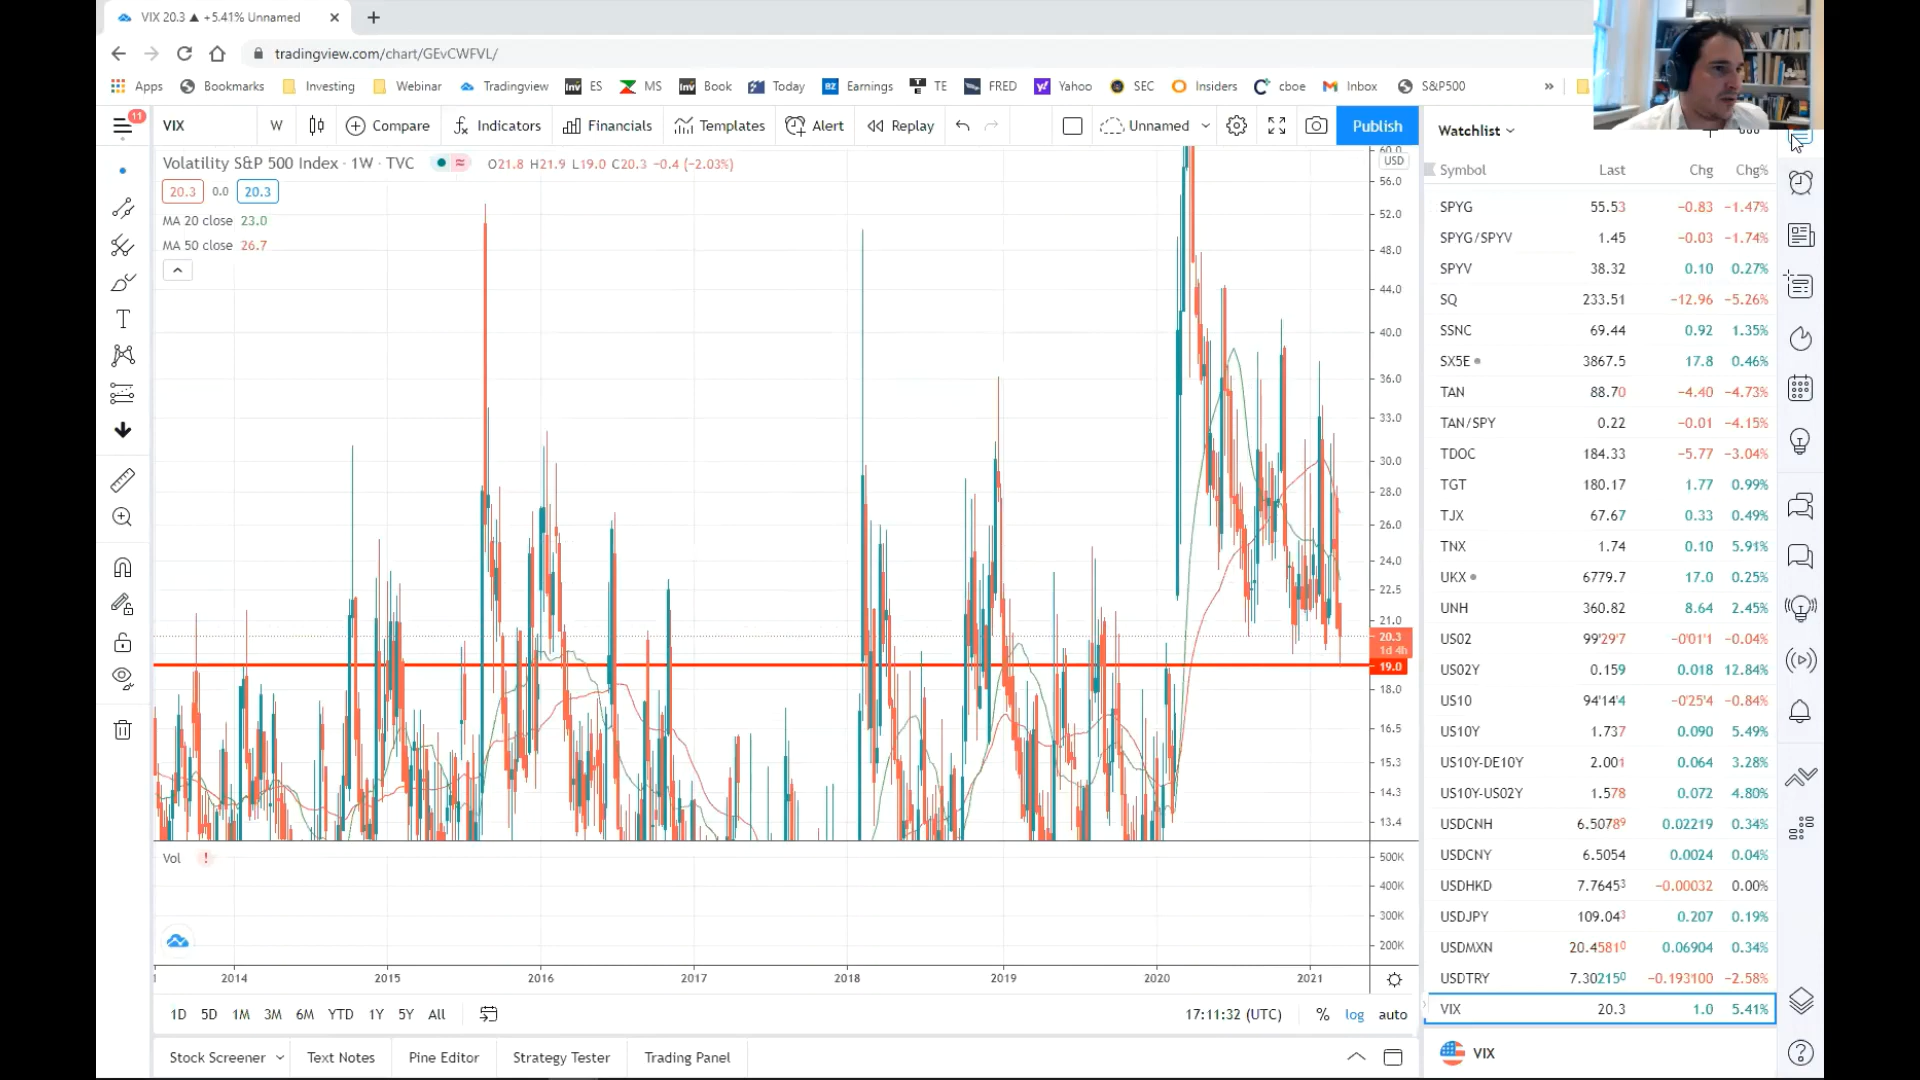 VIX 20.3 ▲ +5.41% Unnamed
tradingview.com/chart/GEvCWFVL/
Apps Bookmarks Investing Webinar Tradingview ES MS Book Today Earnings TE FRED Yahoo SEC Insiders cboe Inbox S&P500 »
11
VIX W Compare Indicators Financials Templates Alert Replay Unnamed Publish
Volatility S&P 500 Index · 1W · TVC O21.8 H21.9 L19.0 C20.3 −0.4 (−2.03%)
20.3 0.0 20.3
MA 20 close 23.0
MA 50 close 26.7
60.0
USD
56.0
52.0
48.0
44.0
40.0
36.0
33.0
30.0
28.0
26.0
24.0
22.5
21.0
20.3
1d 4h
19.0
18.0
16.5
15.3
14.3
13.4
Vol !
500K
400K
300K
200K
2014 2015 2016 2017 2018 2019 2020 2021
1D 5D 1M 3M 6M YTD 1Y 5Y All 17:11:32 (UTC) % log auto
Stock Screener Text Notes Pine Editor Strategy Tester Trading Panel
Watchlist
Symbol Last Chg Chg%
SPYG 55.53 −0.83 −1.47%
SPYG/SPYV 1.45 −0.03 −1.74%
SPYV 38.32 0.10 0.27%
SQ 233.51 −12.96 −5.26%
SSNC 69.44 0.92 1.35%
SX5E 3867.5 17.8 0.46%
TAN 88.70 −4.40 −4.73%
TAN/SPY 0.22 −0.01 −4.15%
TDOC 184.33 −5.77 −3.04%
TGT 180.17 1.77 0.99%
TJX 67.67 0.33 0.49%
TNX 1.74 0.10 5.91%
UKX 6779.7 17.0 0.25%
UNH 360.82 8.64 2.45%
US02 99'29'7 −0'01'1 −0.04%
US02Y 0.159 0.018 12.84%
US10 94'14'4 −0'25'4 −0.84%
US10Y 1.737 0.090 5.49%
US10Y-DE10Y 2.001 0.064 3.28%
US10Y-US02Y 1.578 0.072 4.80%
USDCNH 6.50789 0.02219 0.34%
USDCNY 6.5054 0.0024 0.04%
USDHKD 7.76453 −0.00032 0.00%
USDJPY 109.043 0.207 0.19%
USDMXN 20.45810 0.06904 0.34%
USDTRY 7.302150 −0.193100 −2.58%
VIX 20.3 1.0 5.41%
VIX